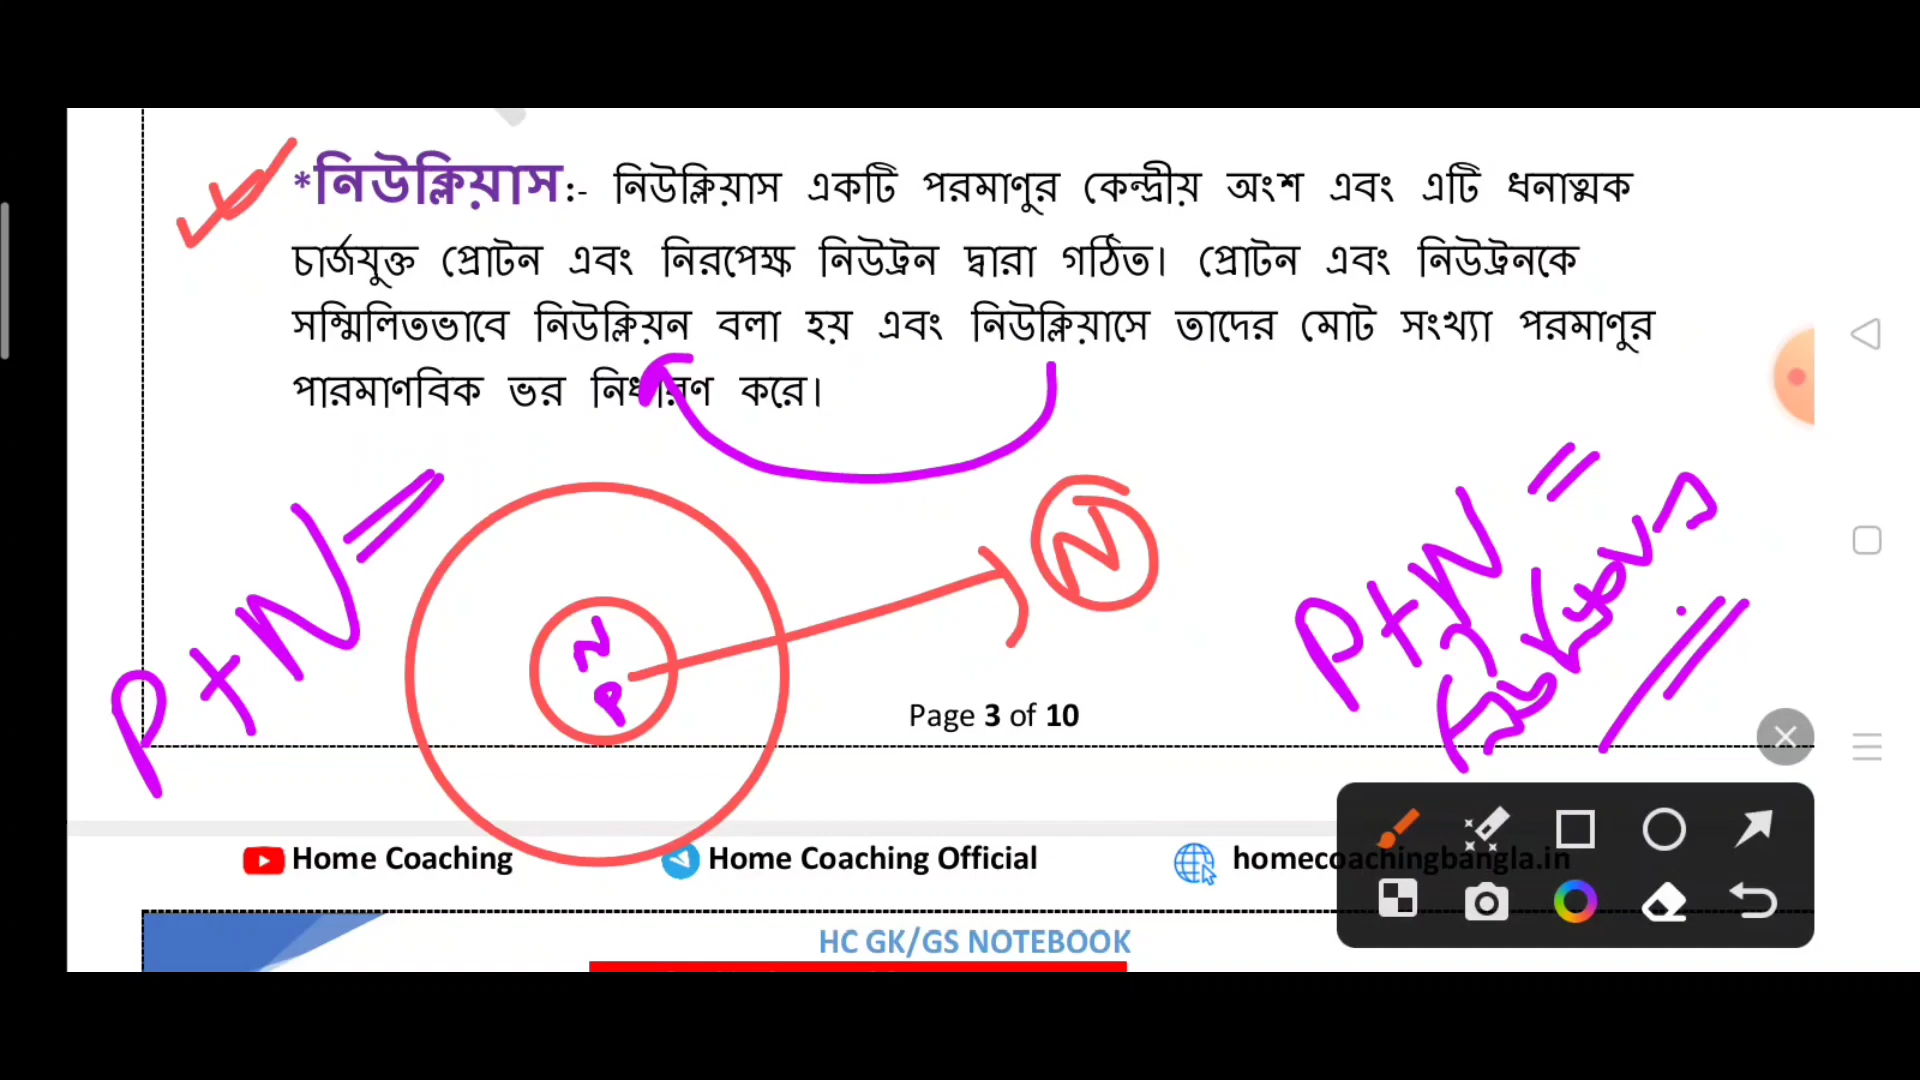 *নিউক্লিয়াস:- নিউক্লিয়াস একটি পরমাণুর কেন্দ্রীয় অংশ এবং এটি ধনাত্মক
চার্জযুক্ত প্রোটন এবং নিরপেক্ষ নিউট্রন দ্বারা গঠিত। প্রোটন এবং নিউট্রনকে
সম্মিলিতভাবে নিউক্লিয়ন বলা হয় এবং নিউক্লিয়াসে তাদের মোট সংখ্যা পরমাণুর
পারমাণবিক ভর নির্ধারণ করে।
P+N=
N
P
N
P+N =
Page 3 of 10
Home Coaching Home Coaching Official homecoachingbangla.in
HC GK/GS NOTEBOOK